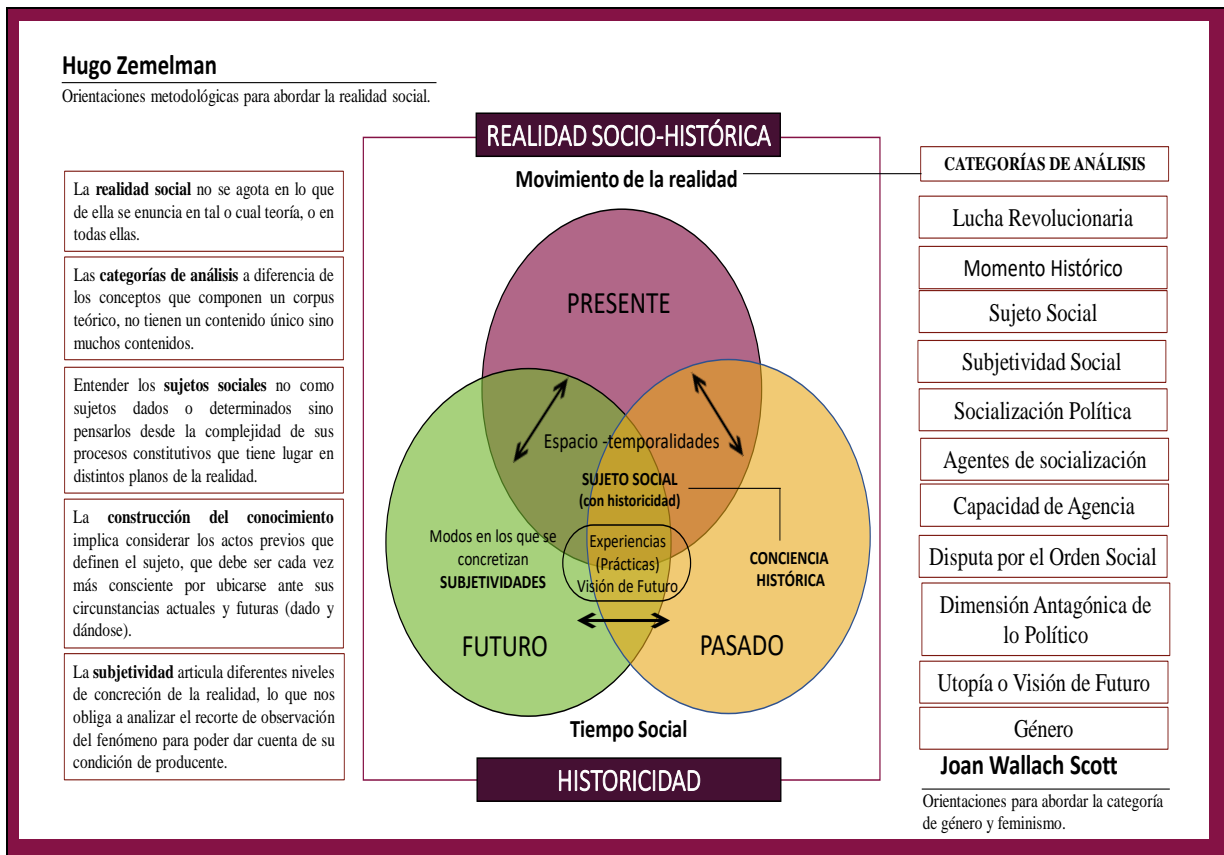 Hugo Zemelman
Orientaciones metodológicas para abordar la realidad social.
La realidad social no se agota en lo que
de ella se enuncia en tal o cual teoría, o en
todas ellas.
Las categorías de análisis a diferencia de
los conceptos que componen un corpus
teórico, no tienen un contenido único sino
muchos contenidos.
Entender los sujetos sociales no como
sujetos dados o determinados sino
pensarlos desde la complejidad de sus
procesos constitutivos que tiene lugar en
distintos planos de la realidad.
La construcción del conocimiento
implica considerar los actos previos que
definen el sujeto, que debe ser cada vez
más consciente por ubicarse ante sus
circunstancias actuales y futuras (dado y
dándose).
La subjetividad articula diferentes niveles
de concreción de la realidad, lo que nos
obliga a analizar el recorte de observación
del fenómeno para poder dar cuenta de su
condición de producente.
REALIDAD SOCIO-HISTÓRICA
Movimiento de la realidad
PRESENTE
Espacio -temporalidades
SUJETO SOCIAL
(con historicidad)
Modos en los que se
concretizan
SUBJETIVIDADES
Experiencias
(Prácticas)
Visión de Futuro
CONCIENCIA
HISTÓRICA
FUTURO
PASADO
Tiempo Social
HISTORICIDAD
CATEGORÍAS DE ANÁLISIS
Lucha Revolucionaria
Momento Histórico
Sujeto Social
Subjetividad Social
Socialización Política
Agentes de socialización
Capacidad de Agencia
Disputa por el Orden Social
Dimensión Antagónica de
lo Político
Utopía o Visión de Futuro
Género
Joan Wallach Scott
Orientaciones para abordar la categoría
de género y feminismo.